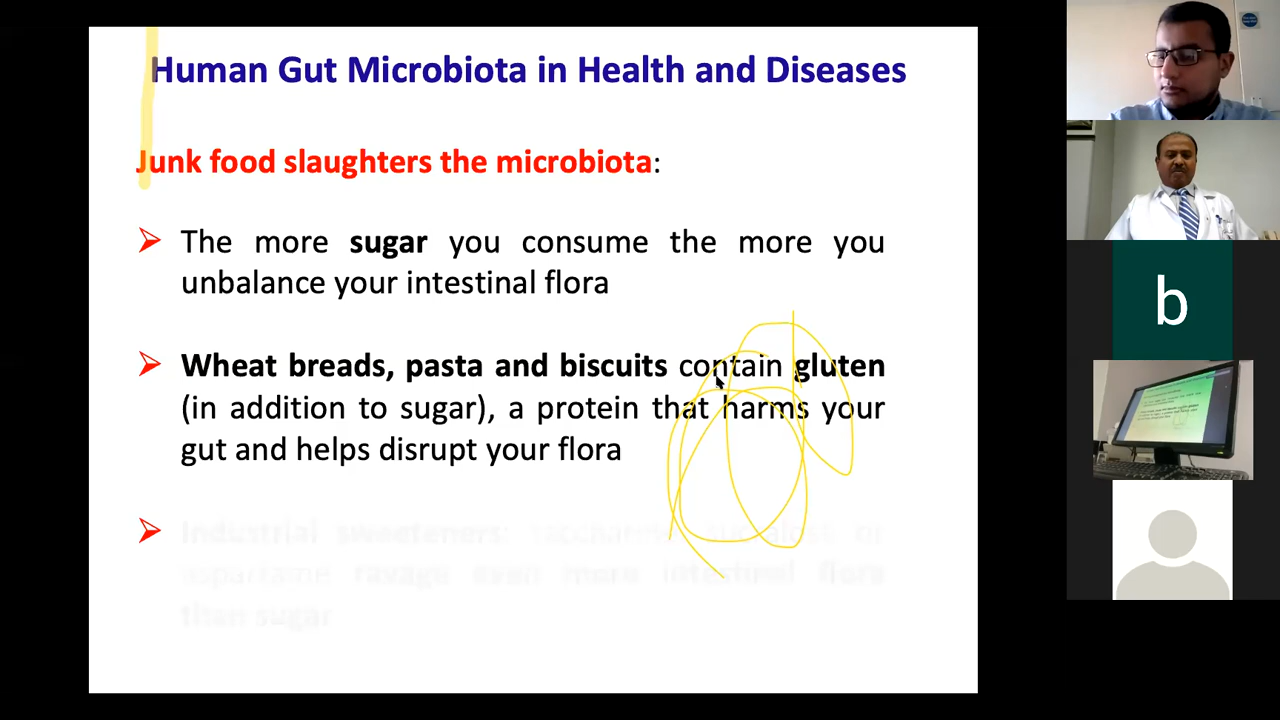 Human Gut Microbiota in Health and Diseases
Junk food slaughters the microbiota:
The more sugar you consume the more you
unbalance your intestinal flora
Wheat breads, pasta and biscuits contain gluten
(in addition to sugar), a protein that harms your
gut and helps disrupt your flora
Industrial sweeteners: saccharin, sucralose or
aspartame ravage even more intestinal flora
than sugar
b